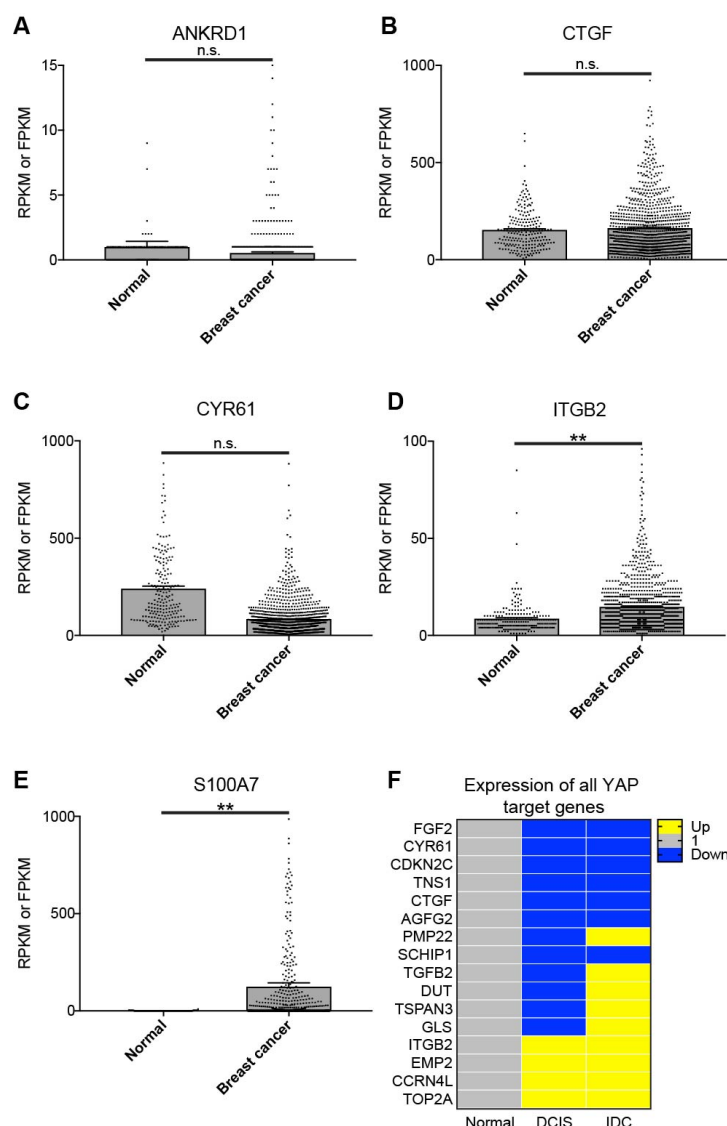 A
ANKRD1
n.s.
RPKM or FPKM
15
10
5
0
Normal
Breast cancer
B
CTGF
n.s.
RPKM or FPKM
1000
500
0
Normal
Breast cancer
C
CYR61
n.s.
RPKM or FPKM
1000
500
0
Normal
Breast cancer
D
ITGB2
**
RPKM or FPKM
100
50
0
Normal
Breast cancer
E
S100A7
**
RPKM or FPKM
1000
500
0
Normal
Breast cancer
F
Expression of all YAP
target genes
FGF2
CYR61
CDKN2C
TNS1
CTGF
AGFG2
PMP22
SCHIP1
TGFB2
DUT
TSPAN3
GLS
ITGB2
EMP2
CCRN4L
TOP2A
Normal DCIS IDC
Up
1
Down